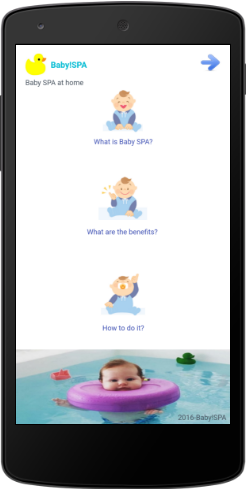 Baby!SPA
Baby SPA at home
What is Baby SPA?
What are the benefits?
How to do it?
2016-Baby!SPA